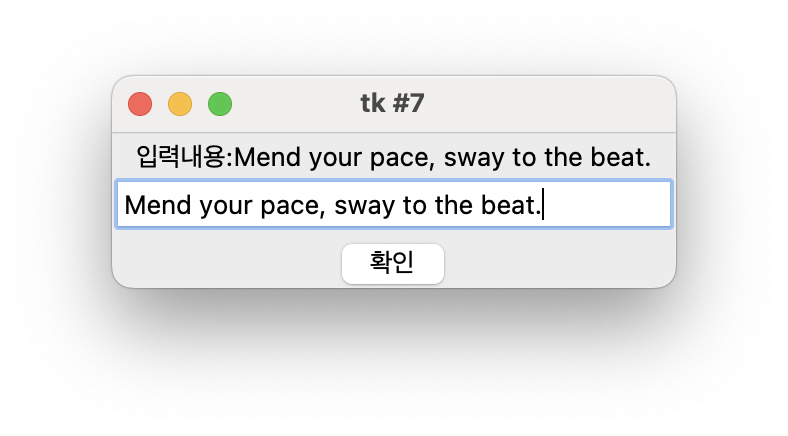 tk #7
입력내용:Mend your pace, sway to the beat.
Mend your pace, sway to the beat.
확인